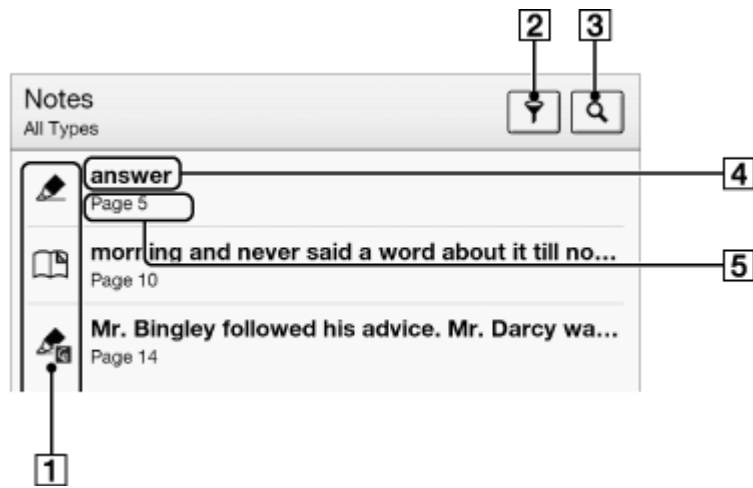 2 3
Notes
All Types
answer
4
Page 5
morning and never said a word about it till no...
5
Page 10
Mr. Bingley followed his advice. Mr. Darcy wa...
Page 14
1